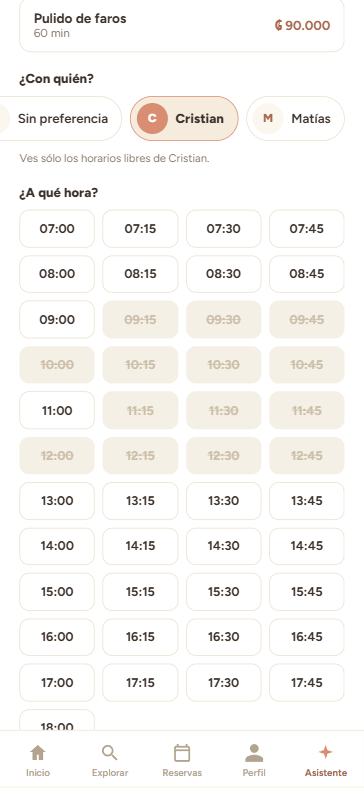 Pulido de faros
60 min
₲ 90.000
¿Con quién?
Sin preferencia
C Cristian
M Matías
Ves sólo los horarios libres de Cristian.
¿A qué hora?
07:00 07:15 07:30 07:45
08:00 08:15 08:30 08:45
09:00 09:15 09:30 09:45
10:00 10:15 10:30 10:45
11:00 11:15 11:30 11:45
12:00 12:15 12:30 12:45
13:00 13:15 13:30 13:45
14:00 14:15 14:30 14:45
15:00 15:15 15:30 15:45
16:00 16:15 16:30 16:45
17:00 17:15 17:30 17:45
18:00
Inicio Explorar Reservas Perfil Asistente